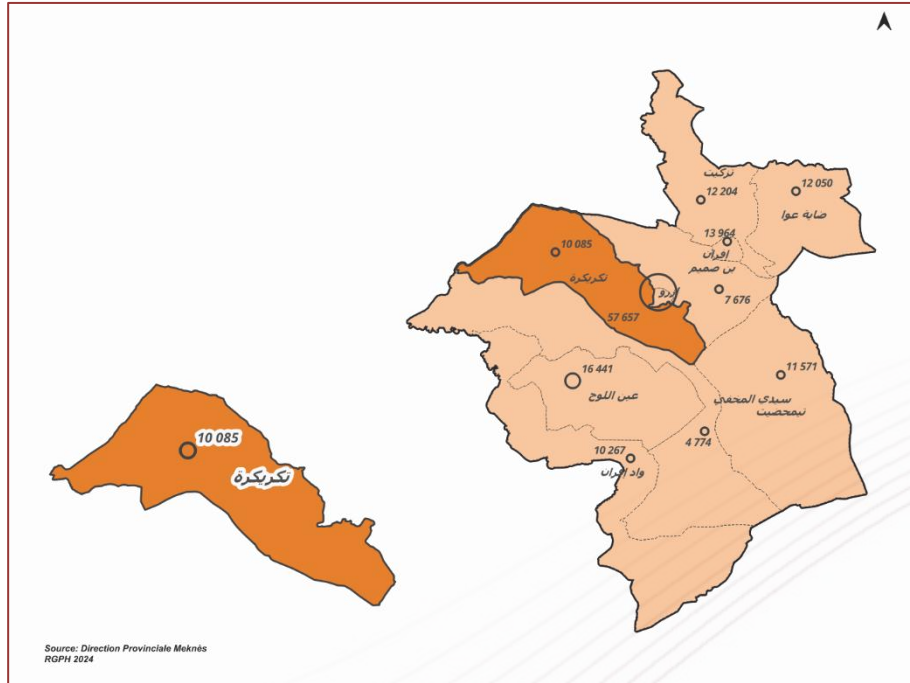 تزكيت
12 204
12 050
ضاية عوا
13 964
إفران
بن صميم
10 085
تكريكرة
أزرو
7 676
57 657
16 441
عين اللوح
11 571
سيدي المخفي
تيمحضيت
4 774
10 267
واد إفران
10 085
تكريكرة
Source: Direction Provinciale Meknès
RGPH 2024